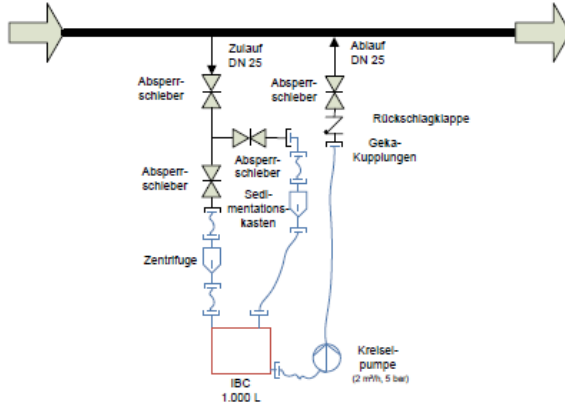 Zulauf
DN 25
Ablauf
DN 25
Absperr-
schieber
Absperr-
schieber
Rückschlagklappe
Geka-
Kupplungen
Absperr-
schieber
Absperr-
schieber
Sedi-
mentations-
kasten
Zentrifuge
Kreisel-
pumpe
(2 m³/h, 5 bar)
IBC
1.000 L